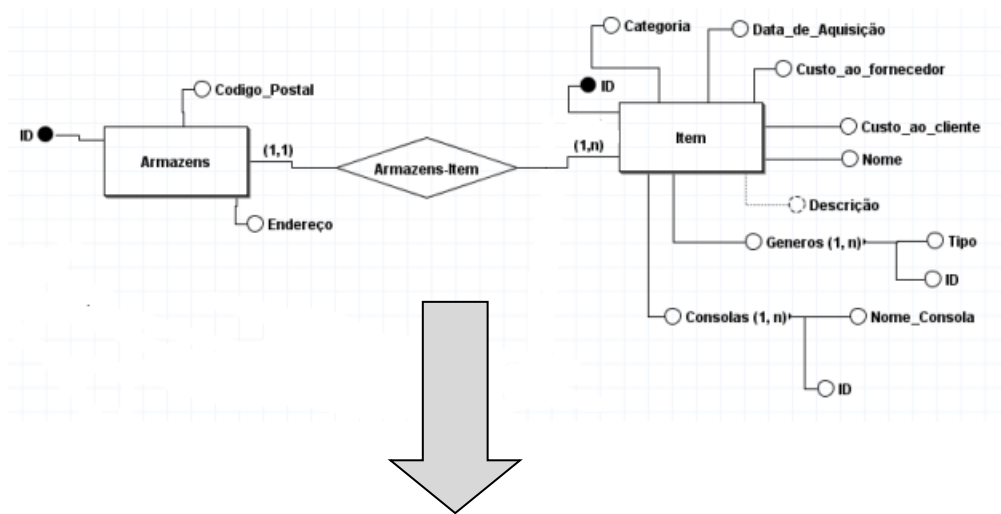 Categoria
Data_de_Aquisição
Custo_ao_fornecedor
ID
Codigo_Postal
ID
Armazens
(1,1)
Armazens-Item
(1,n)
Item
Custo_ao_cliente
Nome
Descrição
Endereço
Generos (1, n)
Tipo
ID
Consolas (1, n)
Nome_Consola
ID